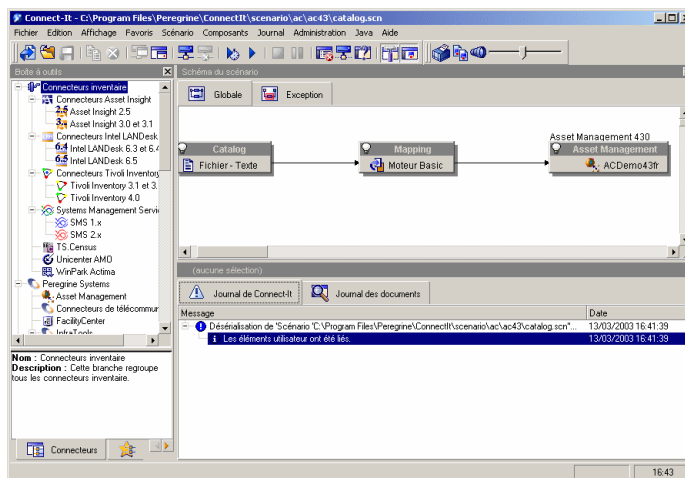 Connect-It - C:\Program Files\Peregrine\ConnectIt\scenario\ac\ac43\catalog.scn
Fichier Edition Affichage Favoris Scénario Composants Journal Administration Java Aide
Boîte à outils
Connecteurs inventaire
Connecteurs Asset Insight
2.5 Asset Insight 2.5
3.x Asset Insight 3.0 et 3.1
Connecteurs Intel LANDesk
6.4 Intel LANDesk 6.3 et 6.4
6.5 Intel LANDesk 6.5
Connecteurs Tivoli Inventory
Tivoli Inventory 3.1 et 3.
Tivoli Inventory 4.0
Systems Management Servi
SMS 1.x
SMS 2.x
TS.Census
Unicenter AMO
WinPark Actima
Peregrine Systems
Asset Management
Connecteurs de télécommur
FacilityCenter
InfraTools
Nom : Connecteurs inventaire
Description : Cette branche regroupe
tous les connecteurs inventaire.
Connecteurs
Schéma du scénario
Globale
Exception
Catalog
Fichier - Texte
Mapping
Moteur Basic
Asset Management 430
Asset Management
ACDemo43fr
(aucune sélection)
Journal de Connect-It
Journal des documents
Message Date
Désérialisation de 'Scénario 'C:\Program Files\Peregrine\ConnectIt\scenario\ac\ac43\catalog.scn''... 13/03/2003 16:41:39
Les éléments utilisateur ont été liés. 13/03/2003 16:41:39
16:43